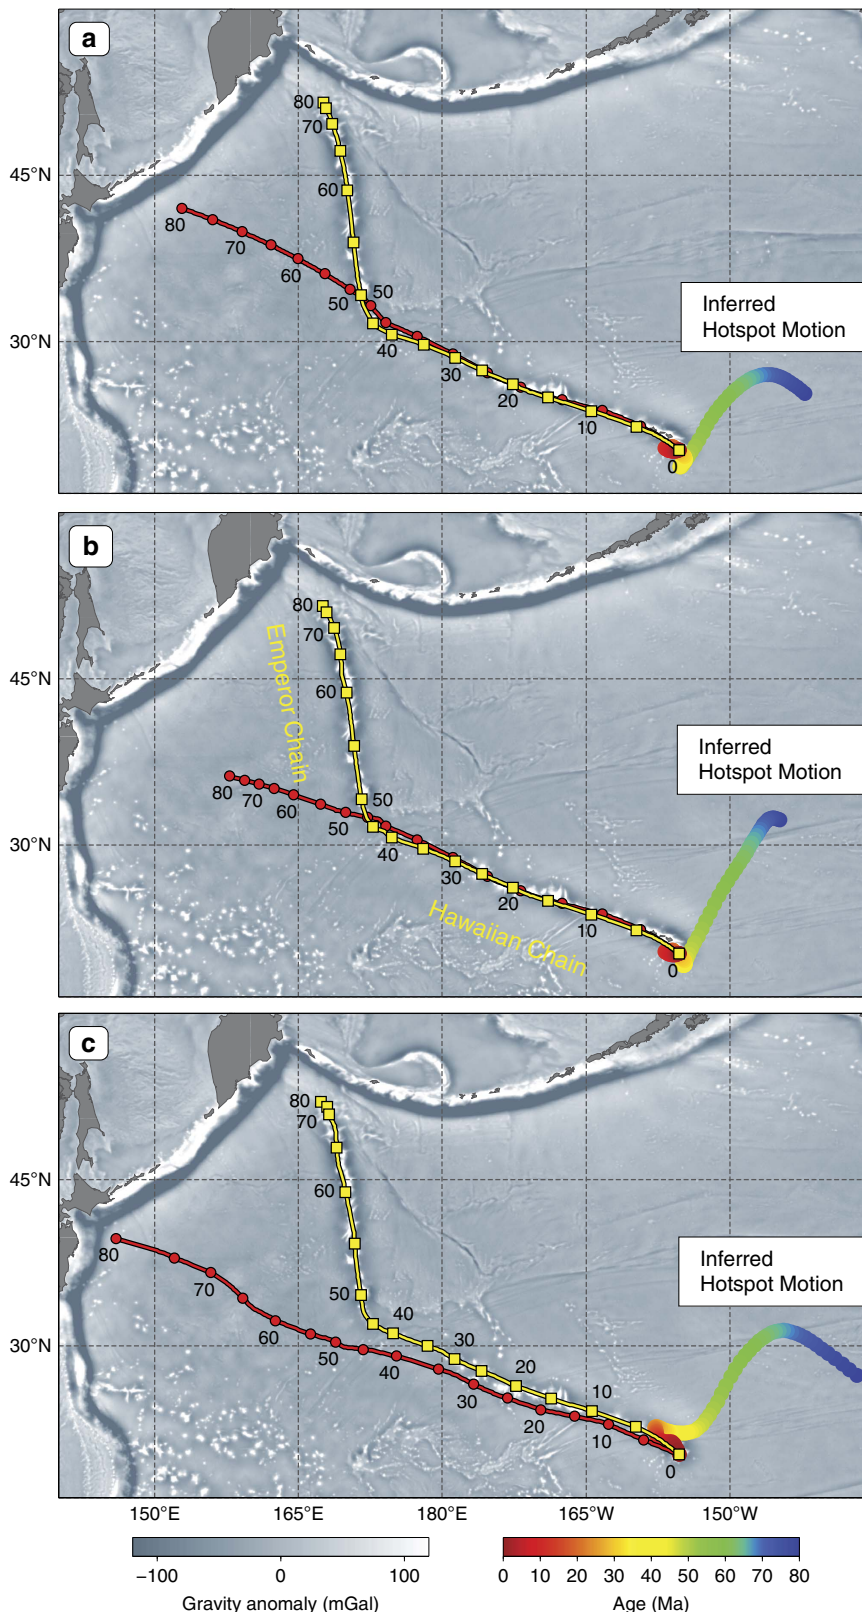 a
80
70
60
45°N
80
70
60
50
50
40
30°N
30
20
10
0
Inferred
Hotspot Motion
b
80
70
60
50
45°N
Emperor Chain
80
70
60
50
40
30°N
30
20
10
0
Hawaiian Chain
Inferred
Hotspot Motion
c
80
70
60
50
45°N
40
30
20
10
80
70
60
50
40
30
20
10
0
30°N
Inferred
Hotspot Motion
150°E
165°E
180°E
165°W
150°W
−100
0
100
Gravity anomaly (mGal)
0 10 20 30 40 50 60 70 80
Age (Ma)